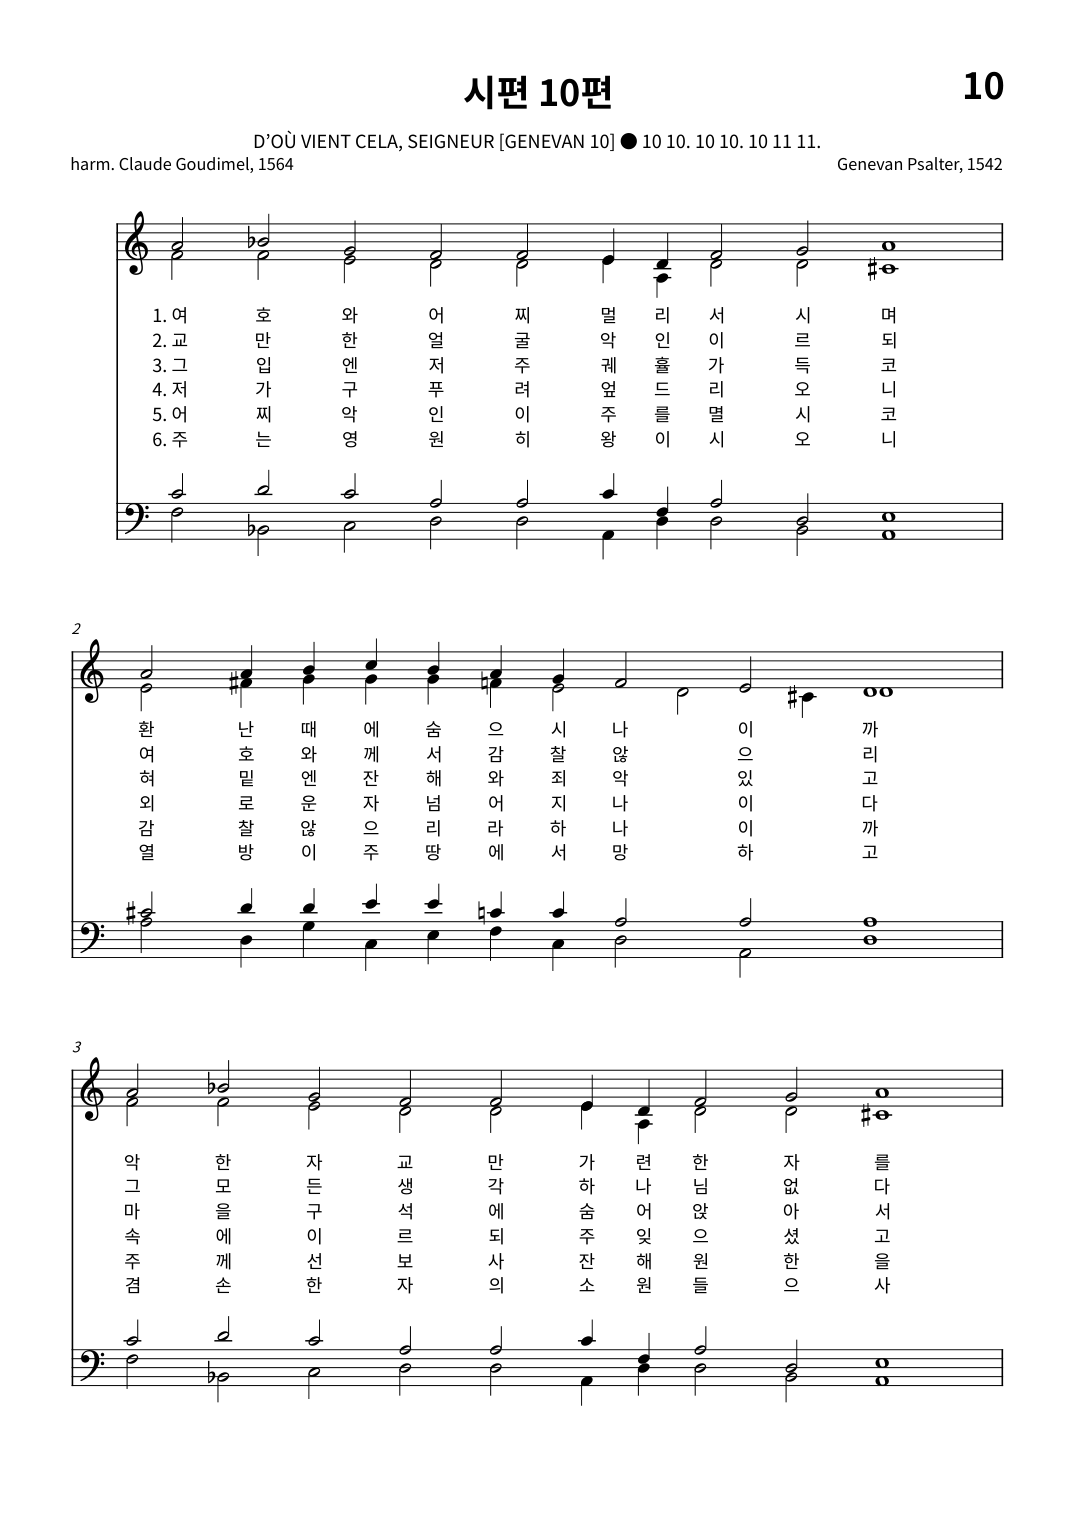 시편 10편
10
D’OÙ VIENT CELA, SEIGNEUR [GENEVAN 10] ● 10 10. 10 10. 10 11 11.
harm. Claude Goudimel, 1564
Genevan Psalter, 1542
1. 여 호 와 어 찌 멀 리 서 시 며
2. 교 만 한 얼 굴 악 인 이 르 되
3. 그 입 엔 저 주 궤 휼 가 득 코
4. 저 가 구 푸 려 엎 드 리 오 니
5. 어 찌 악 인 이 주 를 멸 시 코
6. 주 는 영 원 히 왕 이 시 오 니
2
환 난 때 에 숨 으 시 나 이 까
여 호 와 께 서 감 찰 않 으 리
혀 밑 엔 잔 해 와 죄 악 있 고
외 로 운 자 넘 어 지 나 이 다
감 찰 않 으 리 라 하 나 이 까
열 방 이 주 땅 에 서 망 하 고
3
악 한 자 교 만 가 련 한 자 를
그 모 든 생 각 하 나 님 없 다
마 을 구 석 에 숨 어 앉 아 서
속 에 이 르 되 주 잊 으 셨 고
주 께 선 보 사 잔 해 원 한 을
겸 손 한 자 의 소 원 들 으 사